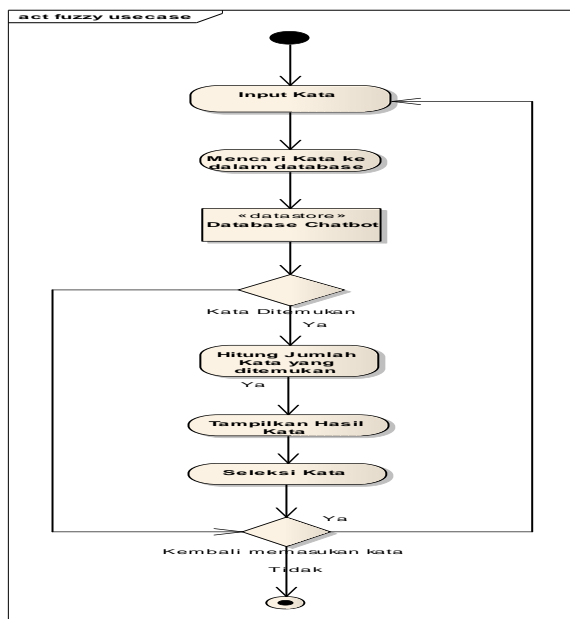 act fuzzy usecase
Input Kata
Mencari Kata ke
dalam database
«datastore»
Database Chatbot
Kata Ditemukan
Ya
Hitung Jumlah
Kata yang
ditemukan
Ya
Tampilkan Hasil
Kata
Seleksi Kata
Ya
Kembali memasukan kata
Tidak